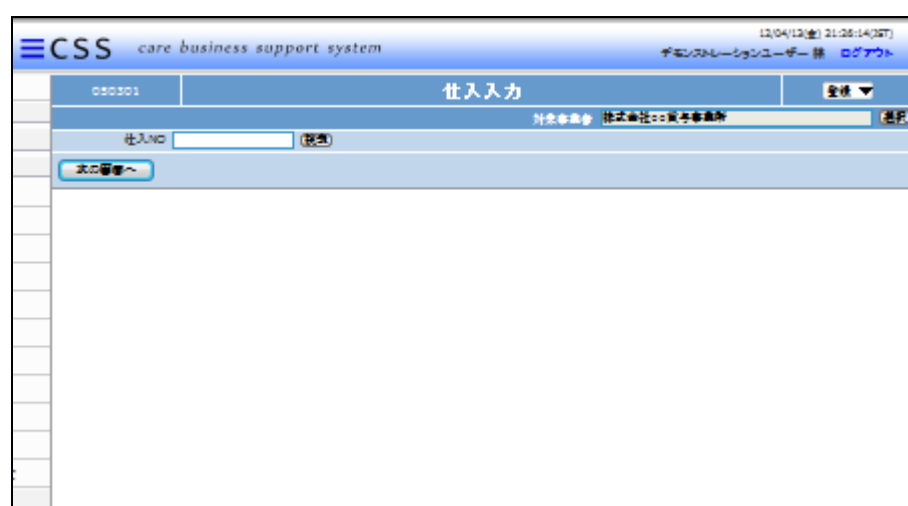 CSS care business support system
12/04/13(金) 21:26:14(JST)
デモンストレーションユーザー 様 ログアウト
050301 仕入入力 登録 ▼
対象事業者 株式会社○○貸与事業所 選択
仕入NO 検索
次の画面へ